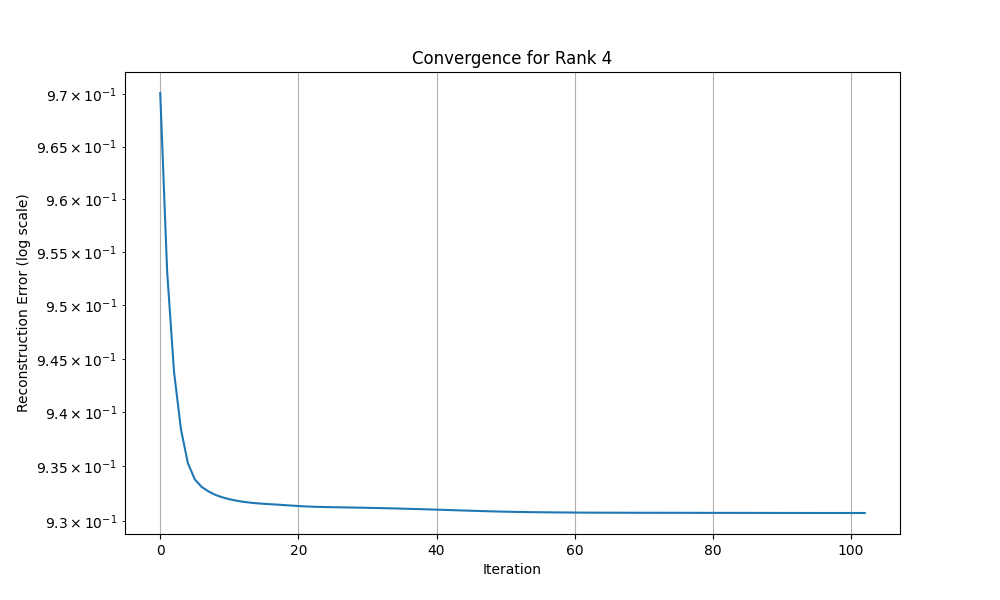 Convergence for Rank 4
Reconstruction Error (log scale)
9.7 × 10⁻¹
9.65 × 10⁻¹
9.6 × 10⁻¹
9.55 × 10⁻¹
9.5 × 10⁻¹
9.45 × 10⁻¹
9.4 × 10⁻¹
9.35 × 10⁻¹
9.3 × 10⁻¹
0 20 40 60 80 100
Iteration